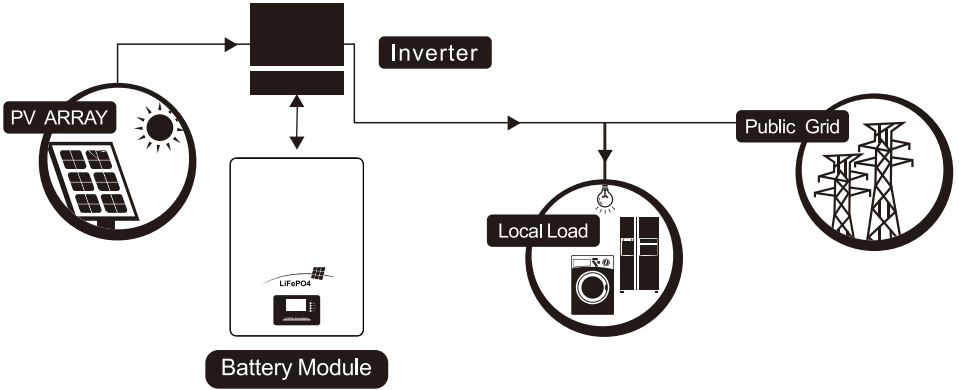 Inverter
PV ARRAY
Public Grid
Local Load
LiFePO4
Battery Module